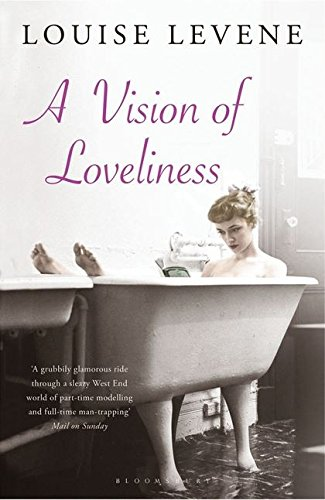 LOUISE LEVENE
A Vision of
Loveliness
'A grubbily glamorous ride
through a sleazy West End
world of part-time modelling
and full-time man-trapping'
Mail on Sunday
BLOOMSBURY